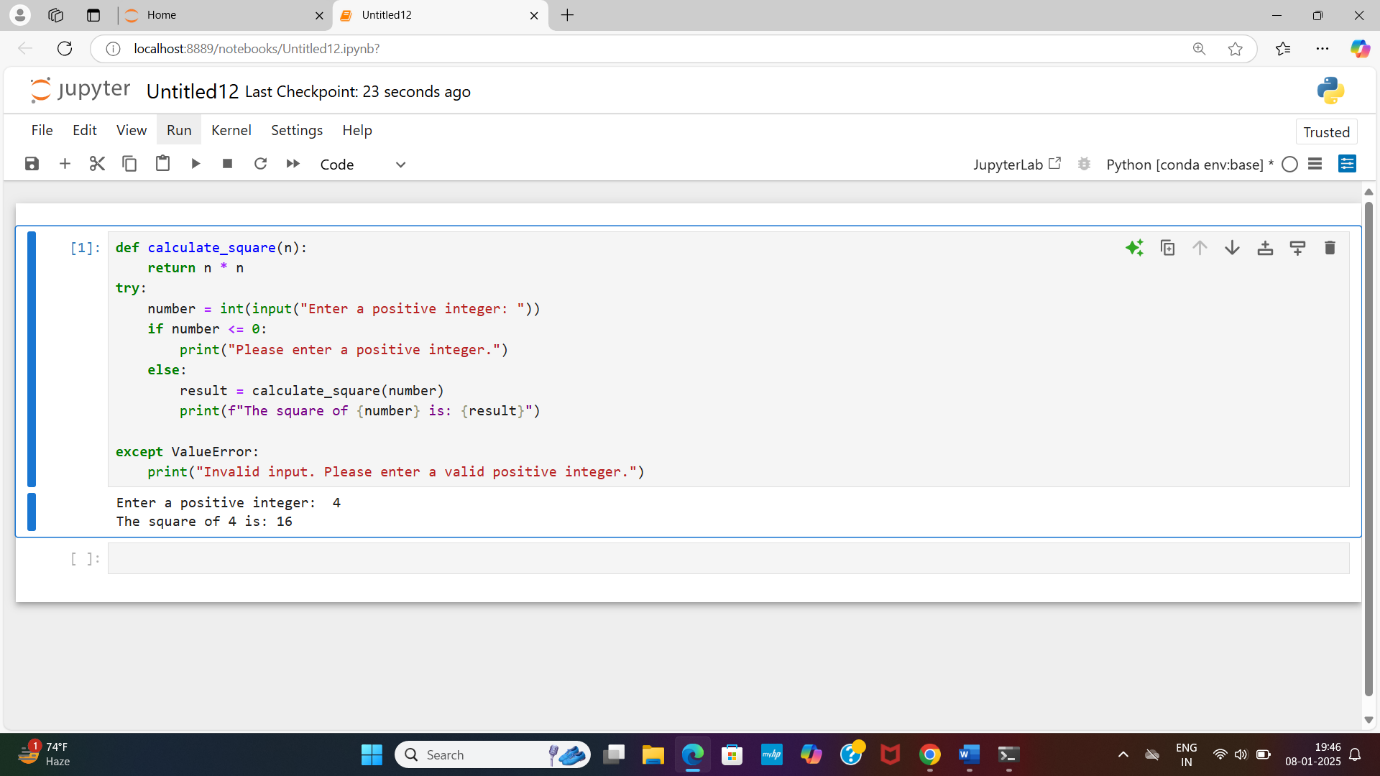 Home
Untitled12
localhost:8889/notebooks/Untitled12.ipynb?
jupyter Untitled12 Last Checkpoint: 23 seconds ago
File Edit View Run Kernel Settings Help
Trusted
Code JupyterLab Python [conda env:base] *
[1]: def calculate_square(n):
    return n * n
try:
    number = int(input("Enter a positive integer: "))
    if number <= 0:
        print("Please enter a positive integer.")
    else:
        result = calculate_square(number)
        print(f"The square of {number} is: {result}")
except ValueError:
    print("Invalid input. Please enter a valid positive integer.")
Enter a positive integer:  4
The square of 4 is: 16
[ ]:
1
74°F
Haze
Search
myhp
ENG
IN
19:46
08-01-2025